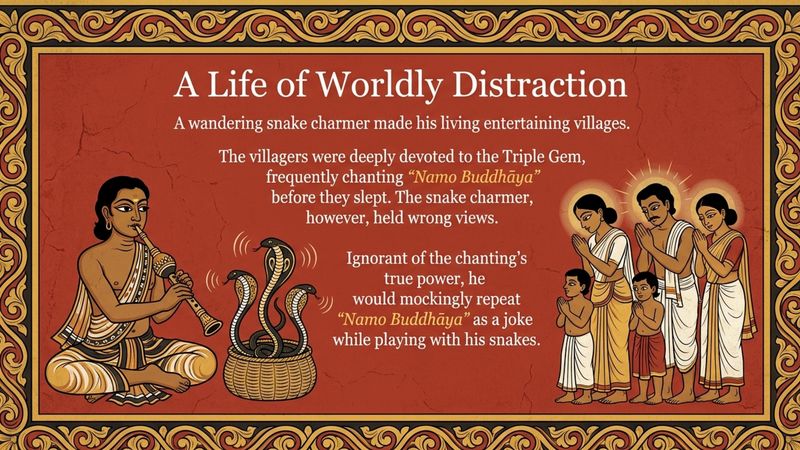 A Life of Worldly Distraction
A wandering snake charmer made his living entertaining villages.
The villagers were deeply devoted to the Triple Gem,
frequently chanting “Namo Buddhāya”
before they slept. The snake charmer,
however, held wrong views.
Ignorant of the chanting’s
true power, he
would mockingly repeat
“Namo Buddhāya” as a joke
while playing with his snakes.